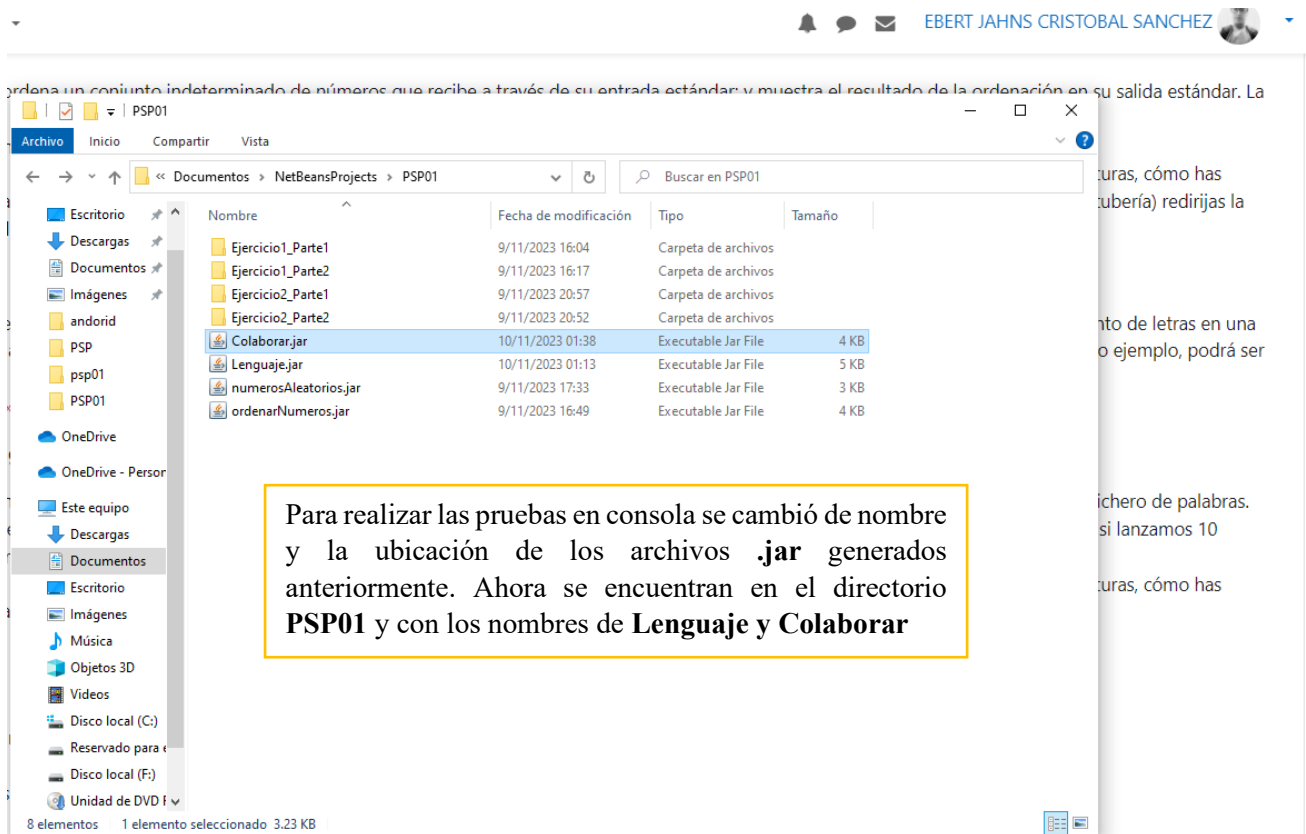 EBERT JAHNS CRISTOBAL SANCHEZ
ordena un conjunto indeterminado de números que recibe a través de su entrada estándar; y muestra el resultado de la ordenación en su salida estándar. La
PSP01
Archivo Inicio Compartir Vista
« Documentos > NetBeansProjects > PSP01
Buscar en PSP01
turas, cómo has
tubería) redirijas la
Nombre Fecha de modificación Tipo Tamaño
Escritorio
Descargas
Documentos
Imágenes
andorid
PSP
psp01
PSP01
OneDrive
OneDrive - Person
Este equipo
Descargas
Documentos
Escritorio
Imágenes
Música
Objetos 3D
Videos
Disco local (C:)
Reservado para e
Disco local (F:)
Unidad de DVD F
Ejercicio1_Parte1 9/11/2023 16:04 Carpeta de archivos
Ejercicio1_Parte2 9/11/2023 16:17 Carpeta de archivos
Ejercicio2_Parte1 9/11/2023 20:57 Carpeta de archivos
Ejercicio2_Parte2 9/11/2023 20:52 Carpeta de archivos
Colaborar.jar 10/11/2023 01:38 Executable Jar File 4 KB
Lenguaje.jar 10/11/2023 01:13 Executable Jar File 5 KB
numerosAleatorios.jar 9/11/2023 17:33 Executable Jar File 3 KB
ordenarNumeros.jar 9/11/2023 16:49 Executable Jar File 4 KB
nto de letras en una
o ejemplo, podrá ser
Para realizar las pruebas en consola se cambió de nombre
y la ubicación de los archivos .jar generados
anteriormente. Ahora se encuentran en el directorio
PSP01 y con los nombres de Lenguaje y Colaborar
ichero de palabras.
si lanzamos 10
turas, cómo has
8 elementos 1 elemento seleccionado 3.23 KB